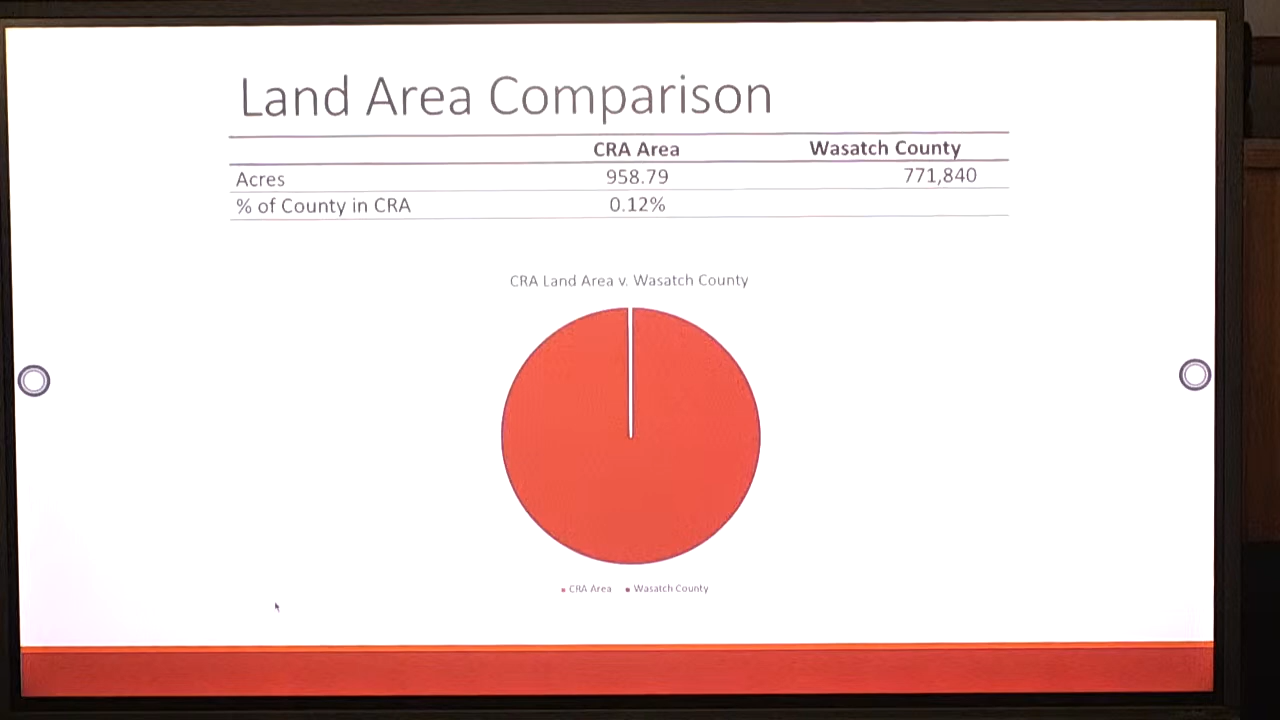 Land Area Comparison
CRA Area Wasatch County
Acres 958.79 771,840
% of County in CRA 0.12%
CRA Land Area v. Wasatch County
CRA Area Wasatch County